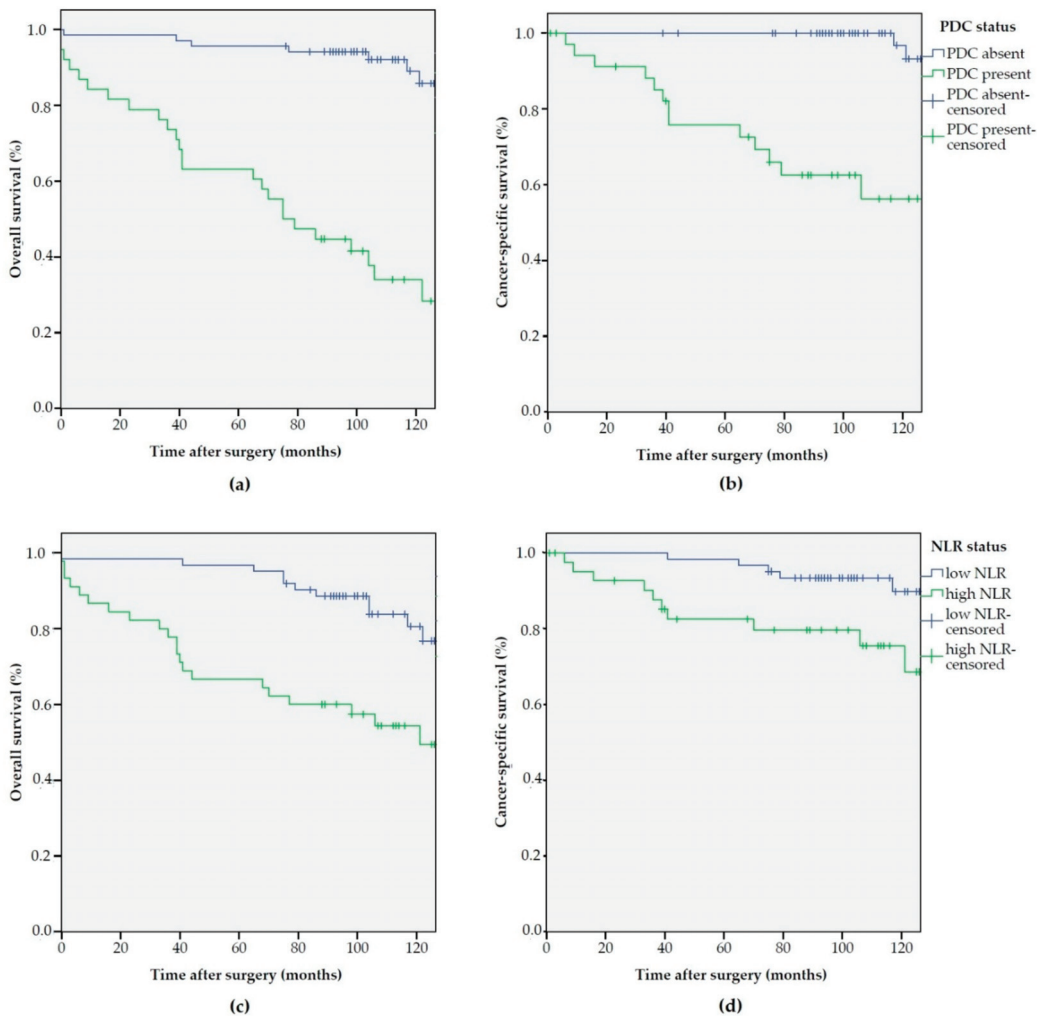 1.0
0.8
0.6
0.4
0.2
0.0
Overall survival (%)
0 20 40 60 80 100 120
Time after surgery (months)
(a)
1.0
0.8
0.6
0.4
0.2
0.0
Cancer-specific survival (%)
0 20 40 60 80 100 120
Time after surgery (months)
(b)
PDC status
PDC absent
PDC present
PDC absent-
censored
PDC present-
censored
1.0
0.8
0.6
0.4
0.2
0.0
Overall survival (%)
0 20 40 60 80 100 120
Time after surgery (months)
(c)
1.0
0.8
0.6
0.4
0.2
0.0
Cancer-specific survival (%)
0 20 40 60 80 100 120
Time after surgery (months)
(d)
NLR status
low NLR
high NLR
low NLR-
censored
high NLR-
censored